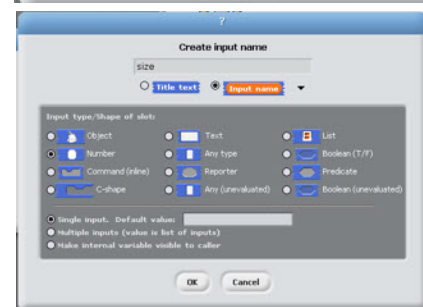 ?
Create input name
size
Title text Input name
Input type/Shape of slot:
Object Text List
Number Any type Boolean (T/F)
Command (inline) Reporter Predicate
C-shape Any (unevaluated) Boolean (unevaluated)
Single input. Default value:
Multiple inputs (value is list of inputs)
Make internal variable visible to caller
OK Cancel